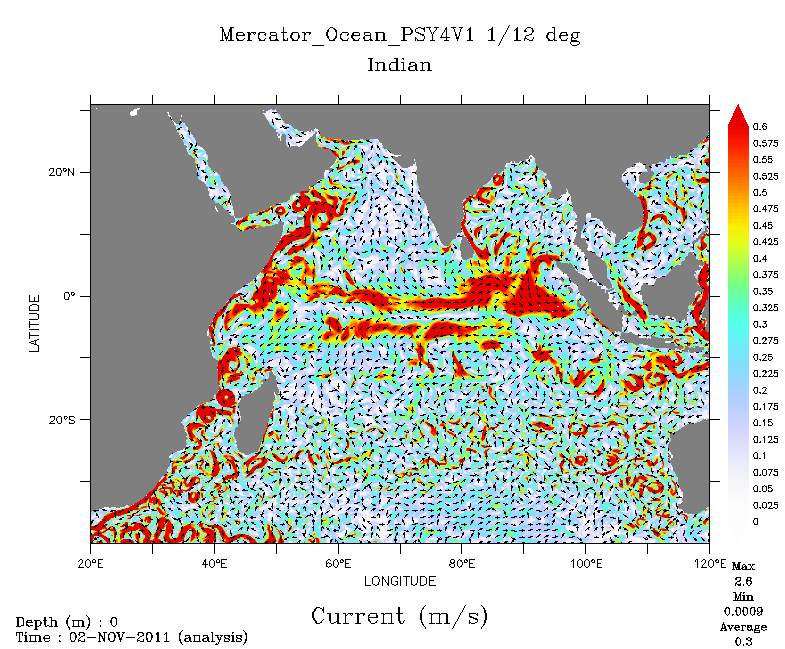 Mercator_Ocean_PSY4V1 1/12 deg
Indian
0.6
0.575
0.55
0.525
0.5
0.475
0.45
0.425
0.4
0.375
0.35
0.325
0.3
0.275
0.25
0.225
0.2
0.175
0.15
0.125
0.1
0.075
0.05
0.025
0
20°N
0°
20°S
LATITUDE
20°E
40°E
60°E
80°E
100°E
120°E
LONGITUDE
Max
2.6
Min
0.0009
Average
0.3
Current (m/s)
Depth (m) : 0
Time : 02-NOV-2011 (analysis)